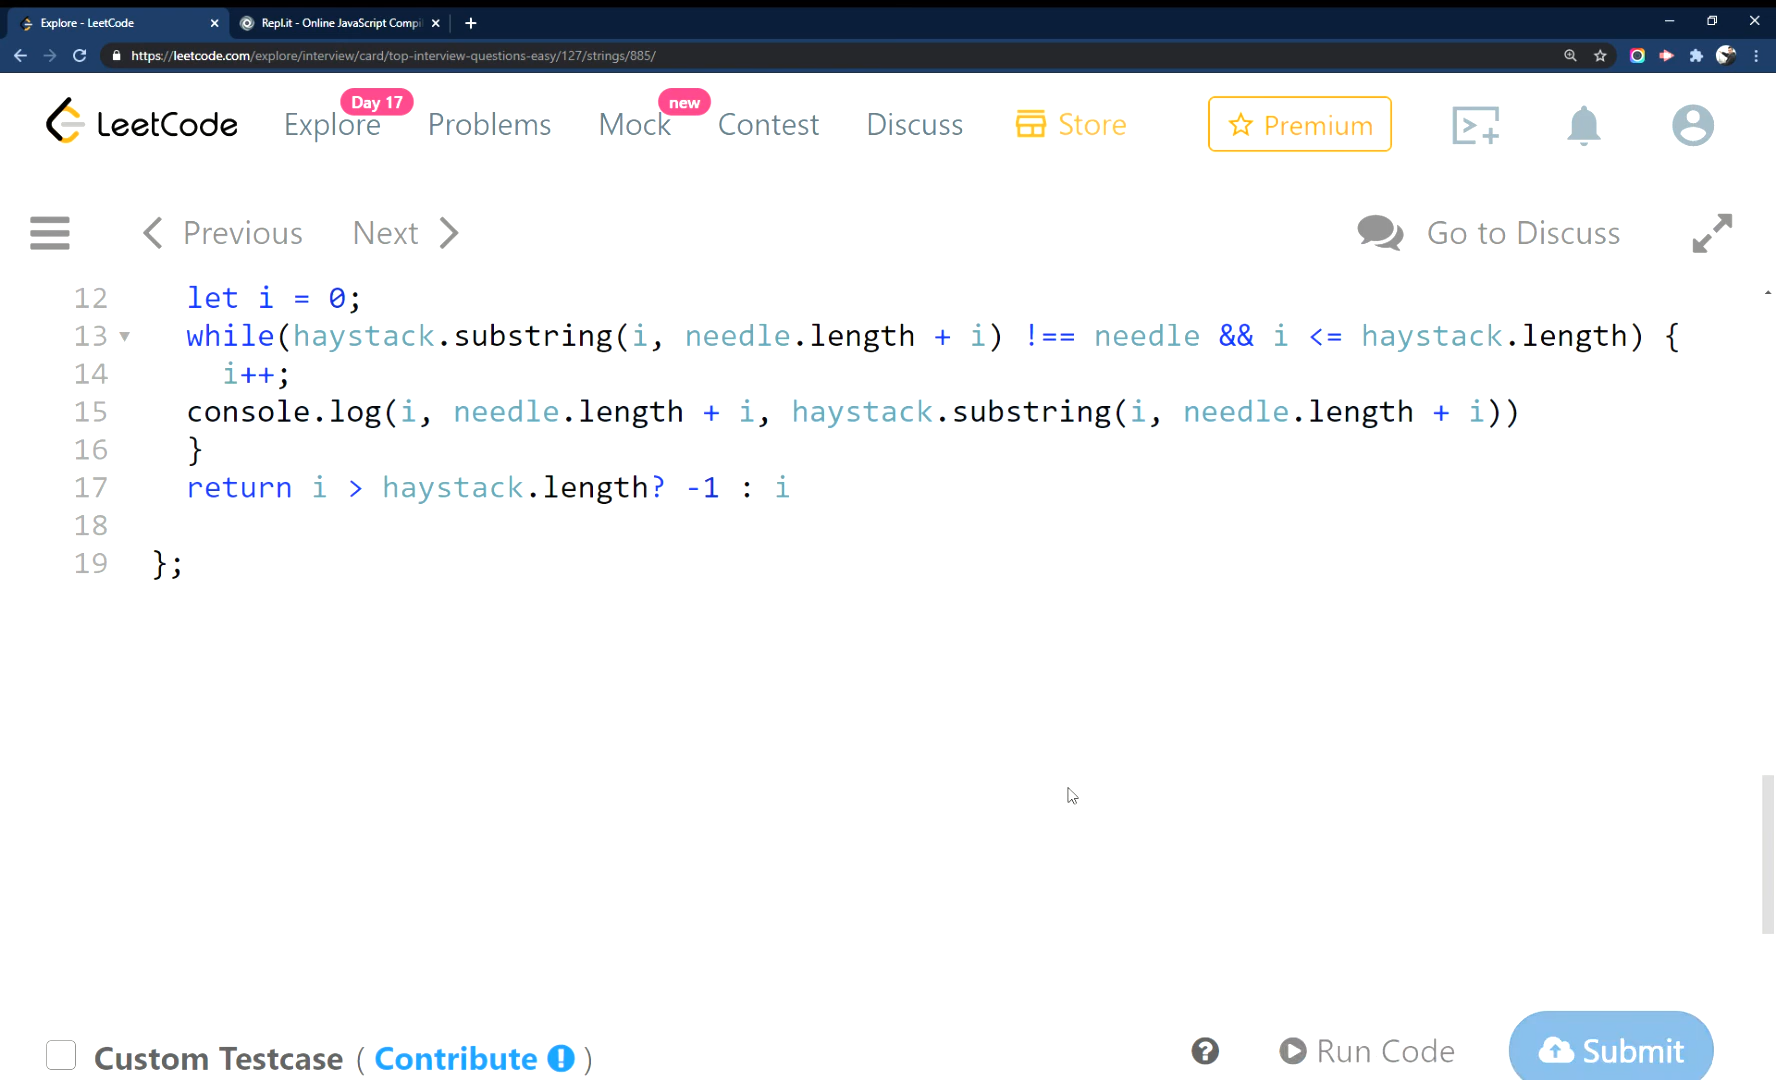 Explore - LeetCode
Repl.it - Online JavaScript Compi
https://leetcode.com/explore/interview/card/top-interview-questions-easy/127/strings/885/
LeetCode
Explore
Day 17
Problems
Mock
new
Contest
Discuss
Store
Premium
Previous
Next
Go to Discuss
12 let i = 0;
13 while(haystack.substring(i, needle.length + i) !== needle && i <= haystack.length) {
14 i++;
15 console.log(i, needle.length + i, haystack.substring(i, needle.length + i))
16 }
17 return i > haystack.length? -1 : i
18
19 };
Custom Testcase ( Contribute )
Run Code
Submit